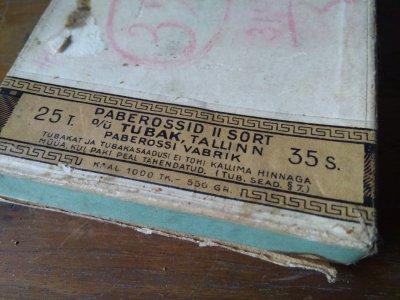 25 T.
PABEROSSID II SORT
O/Ü TUBAK, TALLINN
PABEROSSI VABRIK
35 S.
TUBAKAT JA TUBAKASAADUSI EI TOHI KALLIMA HINNAGA
MÜÜA, KUI PAKI PEAL TÄHENDATUD. (TUB. SEAD. § 7.)
KAAL 1000 TK.- 550 GR.